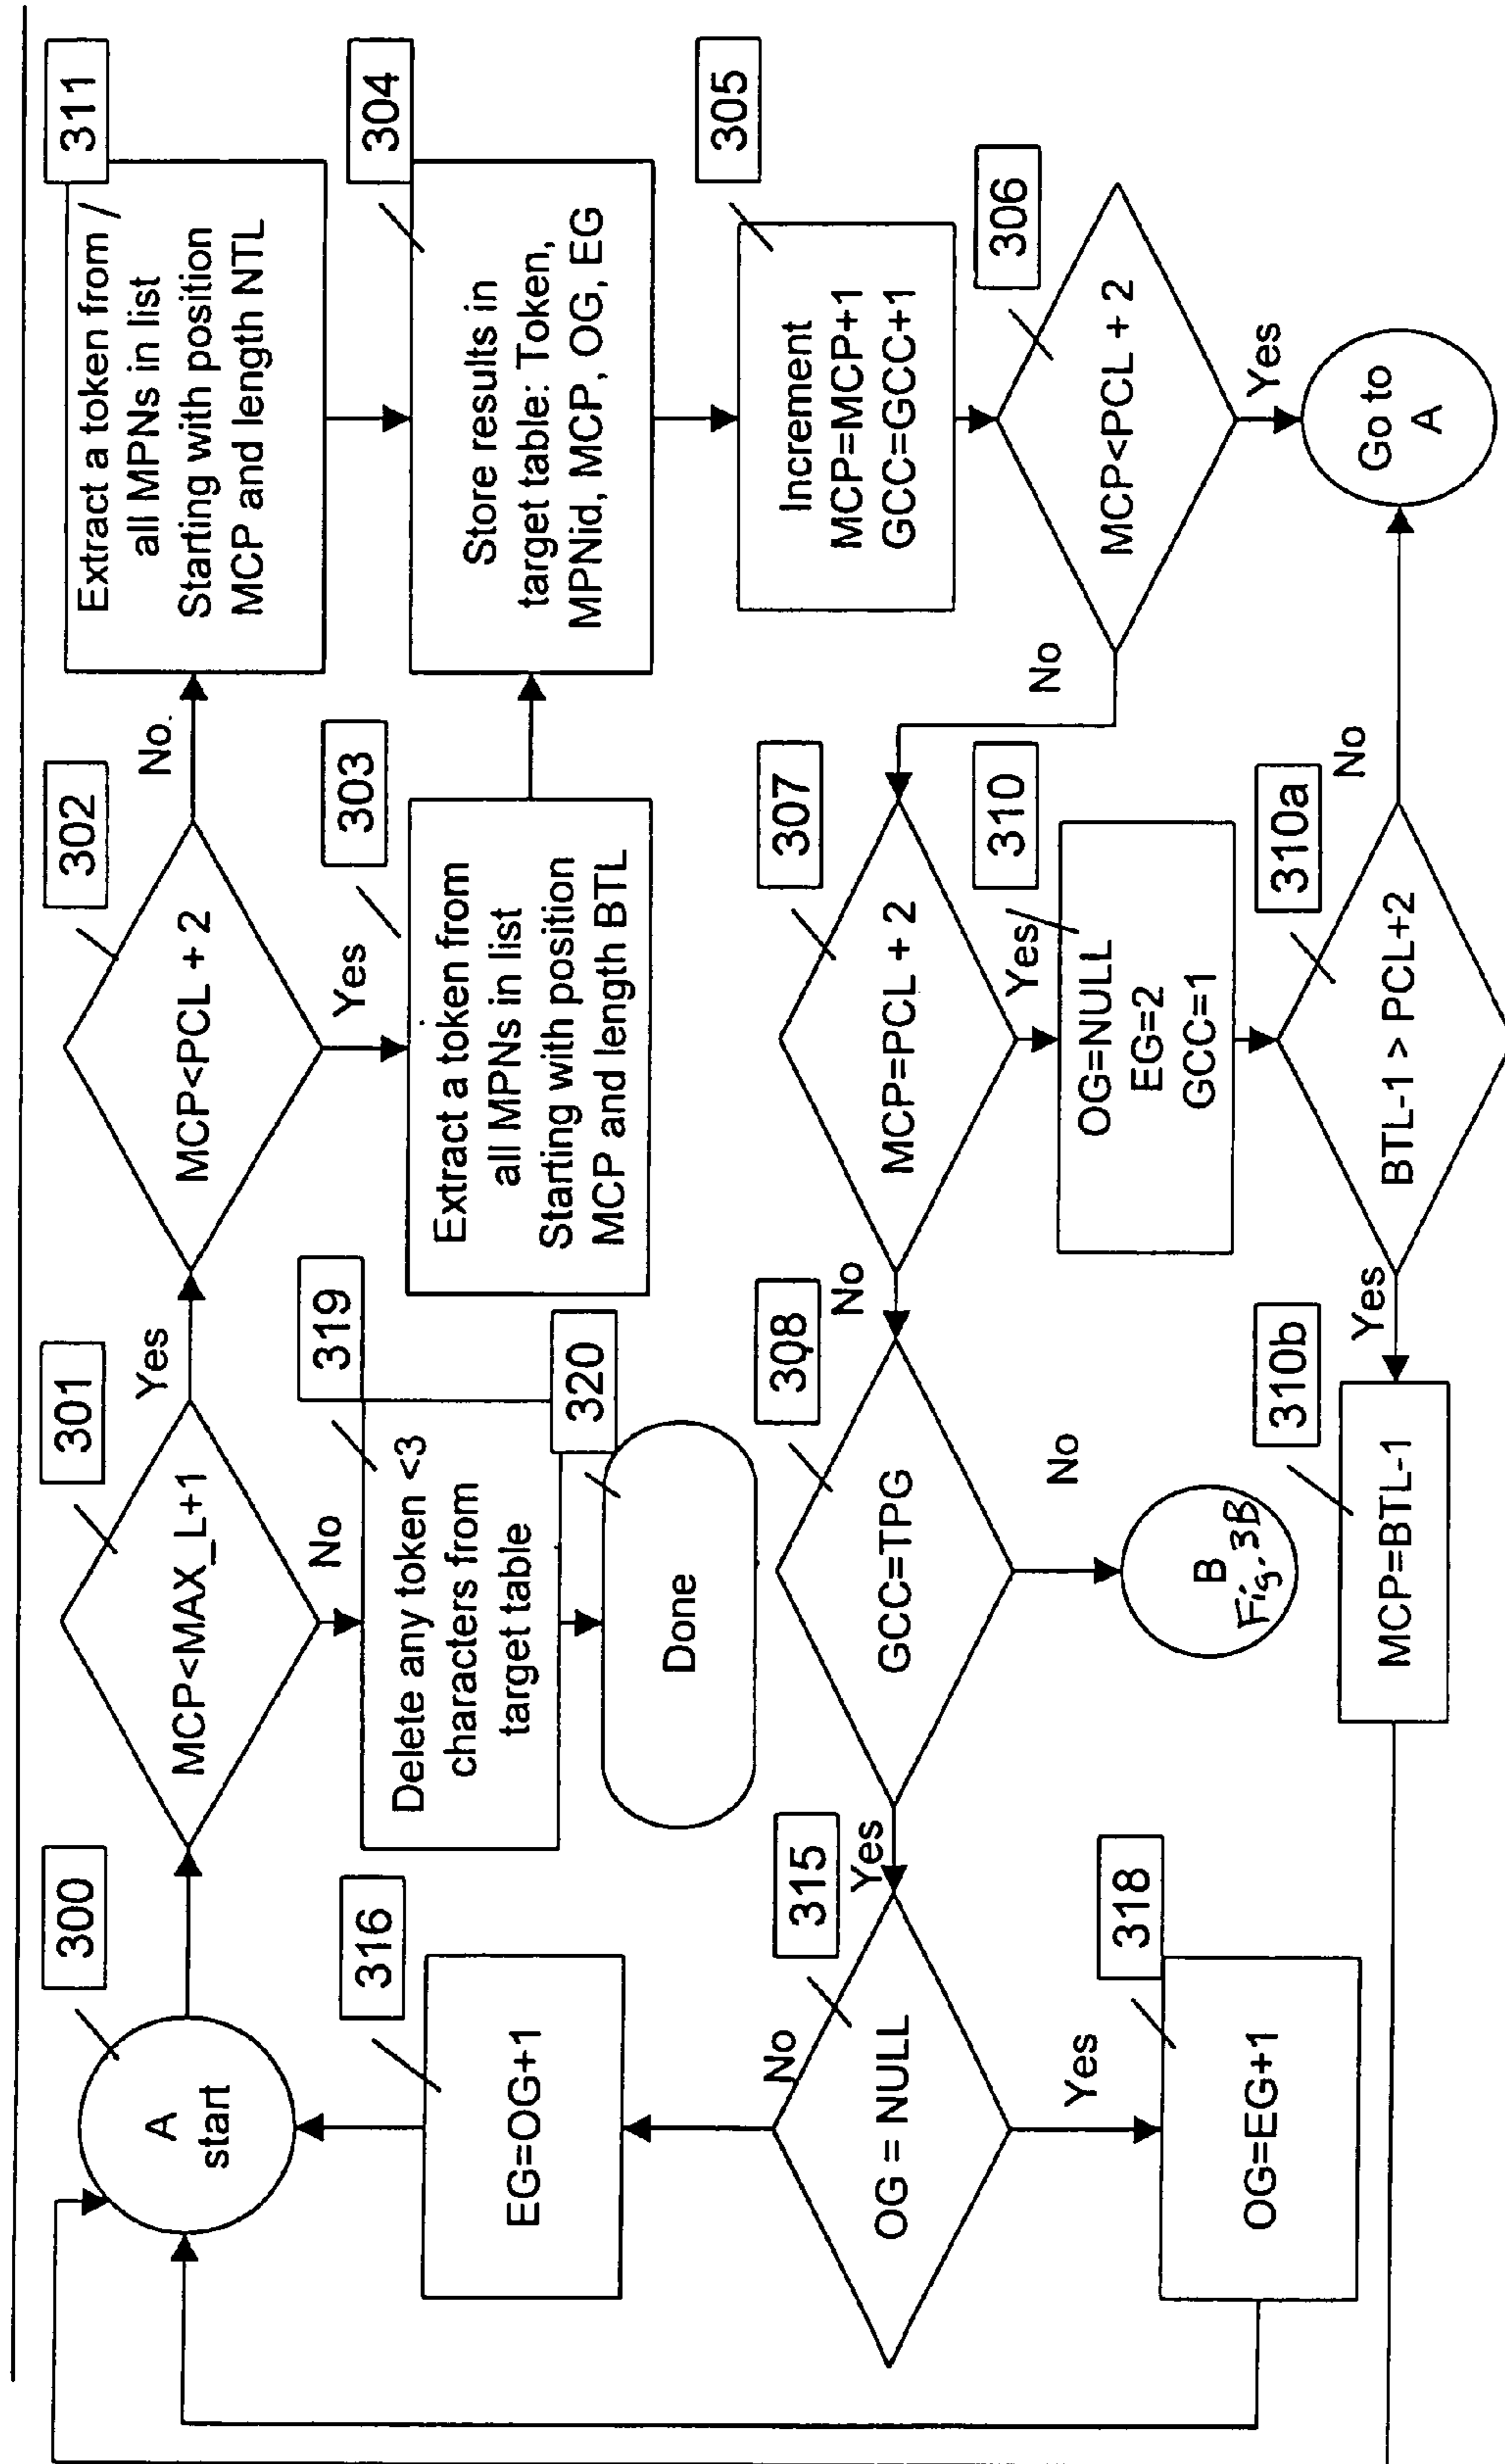 300
A
start
301
MCP<MAX_L+1
Yes
No
302
MCP<PCL + 2
No.
Yes
311
Extract a token from
all MPNs in list
Starting with position
MCP and length NTL
319
Delete any token <3
characters from
target table
320
Done
303
Extract a token from
all MPNs in list
Starting with position
MCP and length BTL
304
Store results in
target table: Token,
MPNid, MCP, OG, EG
305
Increment
MCP=MCP+1
GCC=GCC+1
306
MCP<PCL + 2
No
Yes
Go to
A
307
MCP=PCL + 2
No
Yes
310
OG=NULL
EG=2
GCC=1
310a
BTL-1 > PCL+2
No
Yes
310b
MCP=BTL-1
308
GCC=TPG
Yes
No
B
Fig. 3B
315
OG = NULL
No
Yes
316
EG=OG+1
318
OG=EG+1